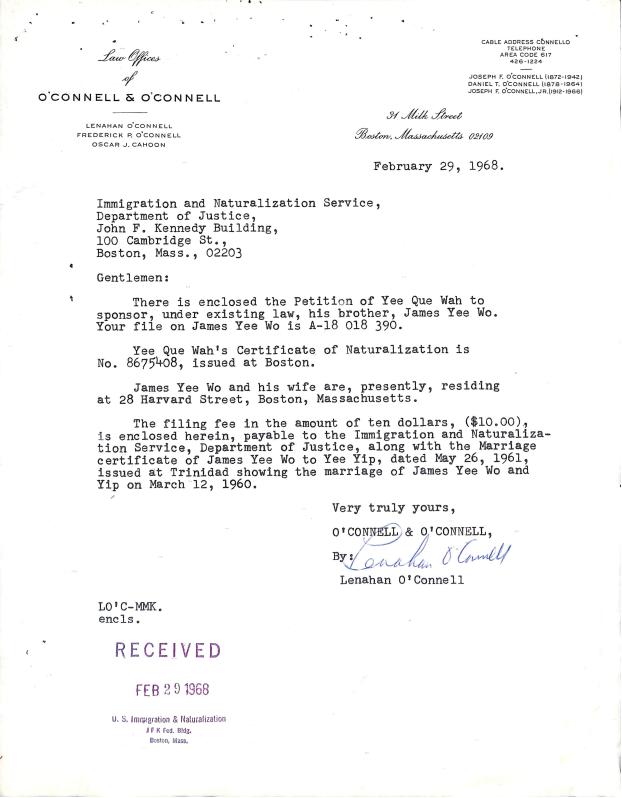 Law Offices
of
O'CONNELL & O'CONNELL
LENAHAN O'CONNELL
FREDERICK P. O'CONNELL
OSCAR J. CAHOON
CABLE ADDRESS CONNELLO
TELEPHONE
AREA CODE 617
426-1224
JOSEPH F. O'CONNELL (1872-1942)
DANIEL T. O'CONNELL (1878-1964)
JOSEPH F. O'CONNELL, JR. (1912-1966)
31 Milk Street
Boston, Massachusetts 02109
February 29, 1968.
Immigration and Naturalization Service,
Department of Justice,
John F. Kennedy Building,
100 Cambridge St.,
Boston, Mass., 02203
Gentlemen:
There is enclosed the Petition of Yee Que Wah to
sponsor, under existing law, his brother, James Yee Wo.
Your file on James Yee Wo is A-18 018 390.
Yee Que Wah's Certificate of Naturalization is
No. 8675408, issued at Boston.
James Yee Wo and his wife are, presently, residing
at 28 Harvard Street, Boston, Massachusetts.
The filing fee in the amount of ten dollars, ($10.00),
is enclosed herein, payable to the Immigration and Naturaliza-
tion Service, Department of Justice, along with the Marriage
certificate of James Yee Wo to Yee Yip, dated May 26, 1961,
issued at Trinidad showing the marriage of James Yee Wo and
Yip on March 12, 1960.
Very truly yours,
O'CONNELL & O'CONNELL,
By: Lenahan O'Connell
Lenahan O'Connell
LO'C-MMK.
encls.
RECEIVED
FEB 29 1968
U. S. Immigration & Naturalization
J F K Fed. Bldg.
Boston, Mass.